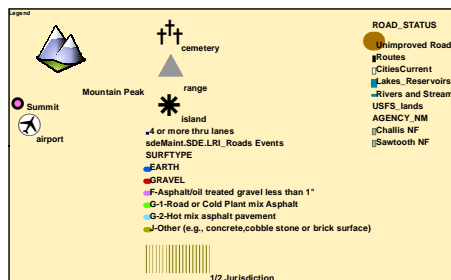 Legend
cemetery
Mountain Peak
range
Summit
island
airport
4 or more thru lanes
sdeMaint.SDE.LRI_Roads Events
SURFTYPE
EARTH
GRAVEL
F-Asphalt/oil treated gravel less than 1"
G-1-Road or Cold Plant mix Asphalt
G-2-Hot mix asphalt pavement
J-Other (e.g., concrete,cobble stone or brick surface)
1/2 Jurisdiction
ROAD_STATUS
Unimproved Road
Routes
CitiesCurrent
Lakes_Reservoirs
Rivers and Stream
USFS_lands
AGENCY_NM
Challis NF
Sawtooth NF